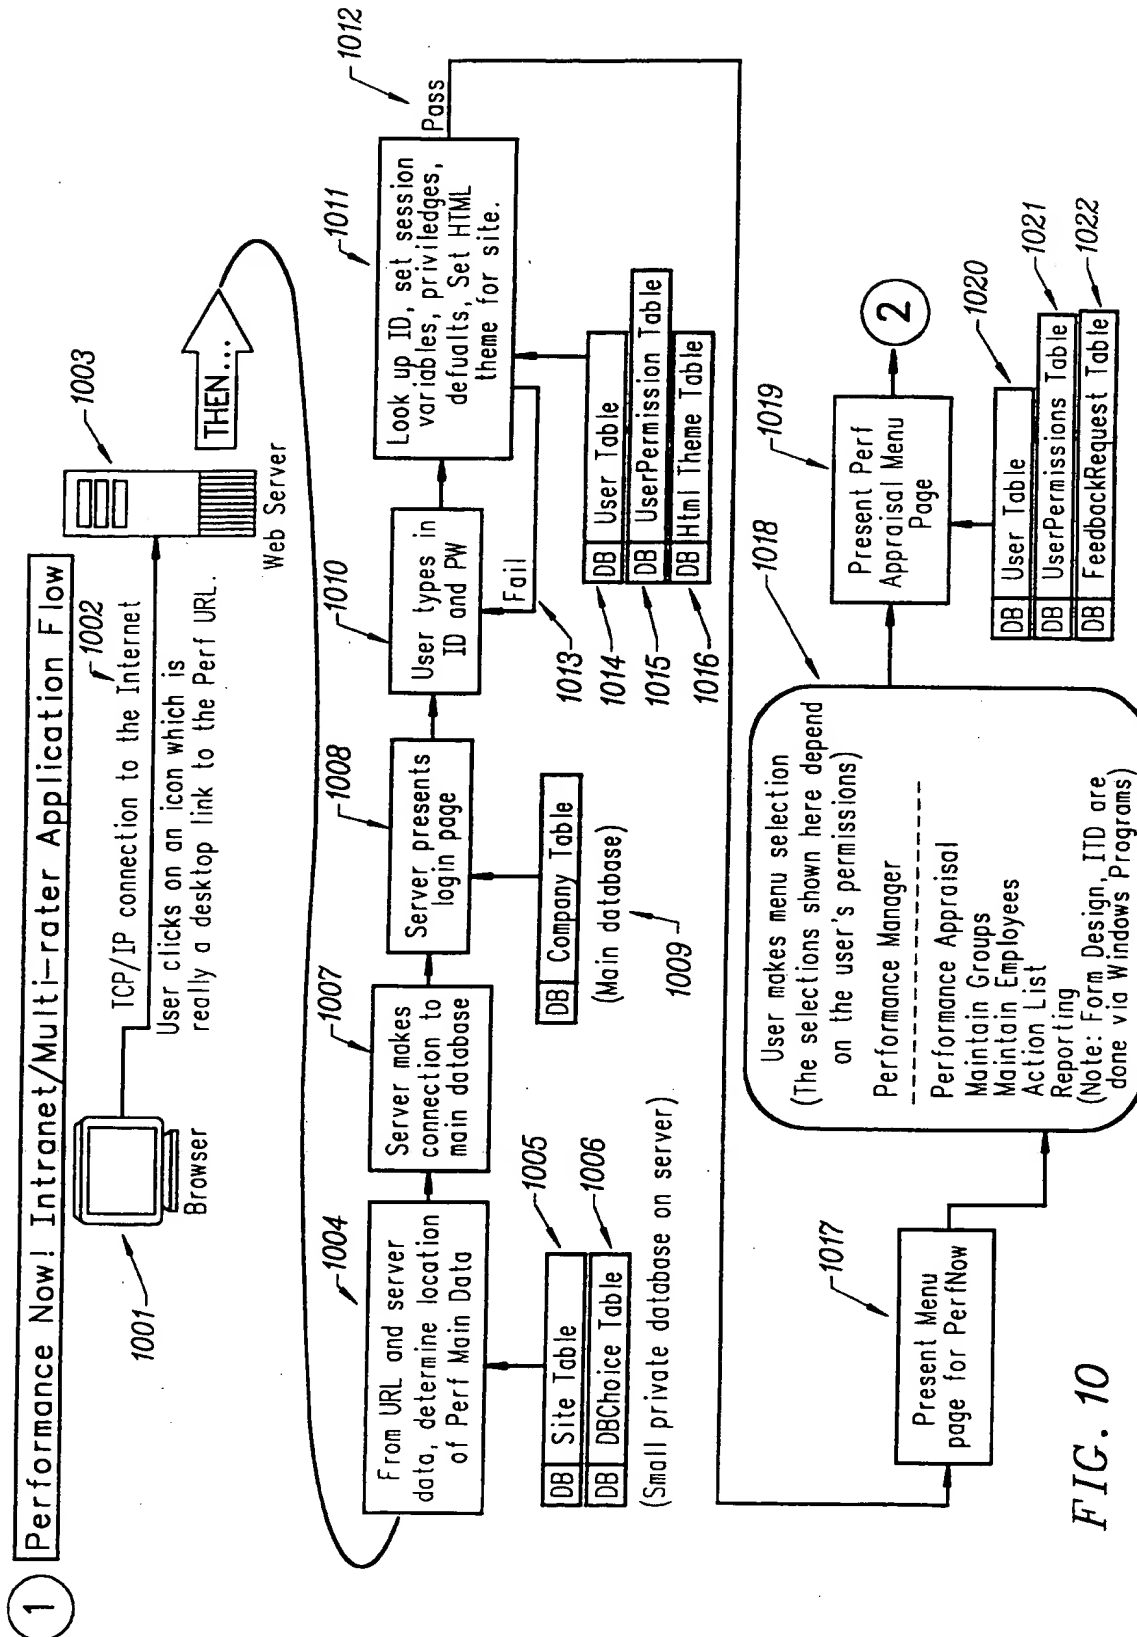 1
Performance Now! Intranet/Multi-rater Application Flow
1001
Browser
TCP/IP connection to the Internet
1002
User clicks on an icon which is
really a desktop link to the Perf URL.
1003
Web Server
THEN...
1004
From URL and server
data, determine location
of Perf Main Data
DB Site Table
1005
DB DBChoice Table
1006
(Small private database on server)
1007
Server makes
connection to
main database
1008
Server presents
login page
DB Company Table
(Main database)
1009
1010
User types in
ID and PW
1011
Look up ID, set session
variables, priviledges,
defualts, Set HTML
theme for site.
Pass
1012
Fail
1013
DB User Table
1014
DB UserPermission Table
1015
DB Html Theme Table
1016
1017
Present Menu
page for PerfNow
1018
User makes menu selection
(The selections shown here depend
on the user's permissions)
Performance Manager
Performance Appraisal
Maintain Groups
Maintain Employees
Action List
Reporting
(Note: Form Design, ITD are
done via Windows Programs)
1019
Present Perf
Appraisal Menu
Page
2
DB User Table
1020
DB UserPermissions Table
1021
DB FeedbackRequest Table
1022
FIG. 10